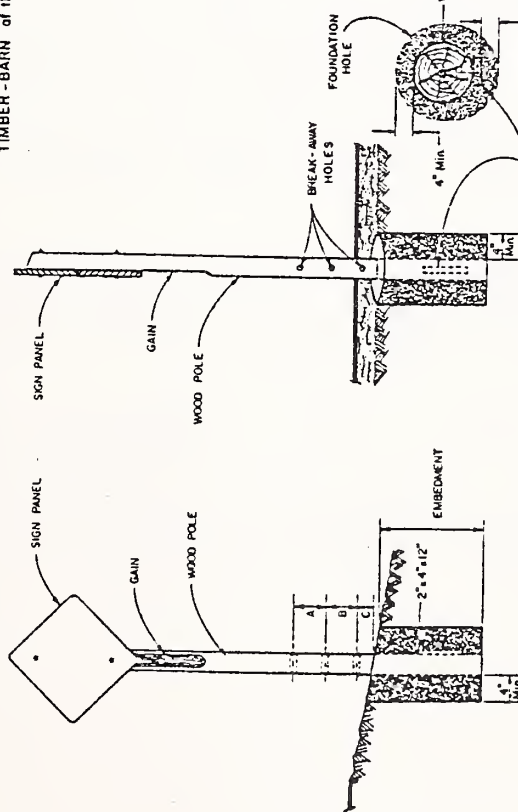 TIMBER - BARN of th
SIGN PANEL
GAIN
WOOD POLE
A
B
C
EMBEDMENT
2" x 4" x 12"
4"
Min
SIGN PANEL
GAIN
WOOD POLE
BREAK-AWAY
HOLES
4"
Min
FOUNDATION
HOLE
4" Min